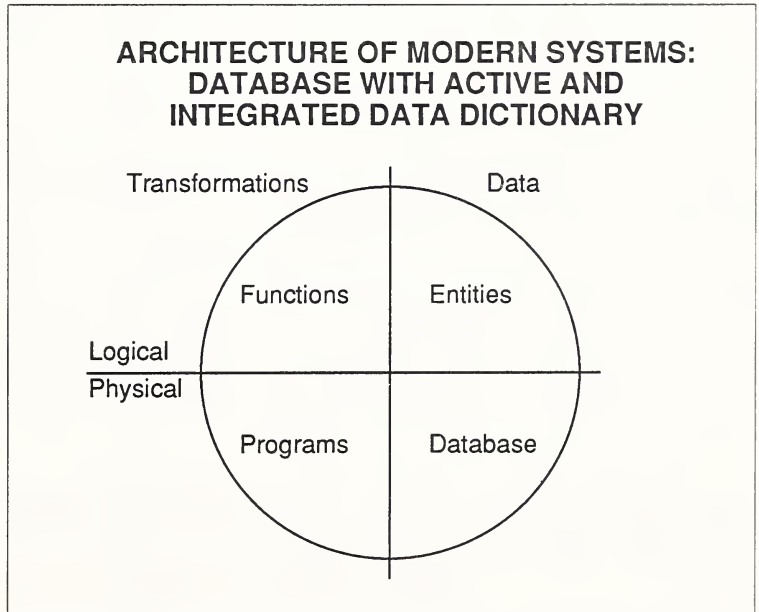 ARCHITECTURE OF MODERN SYSTEMS:
DATABASE WITH ACTIVE AND
INTEGRATED DATA DICTIONARY
Transformations
Data
Functions
Entities
Logical
Physical
Programs
Database